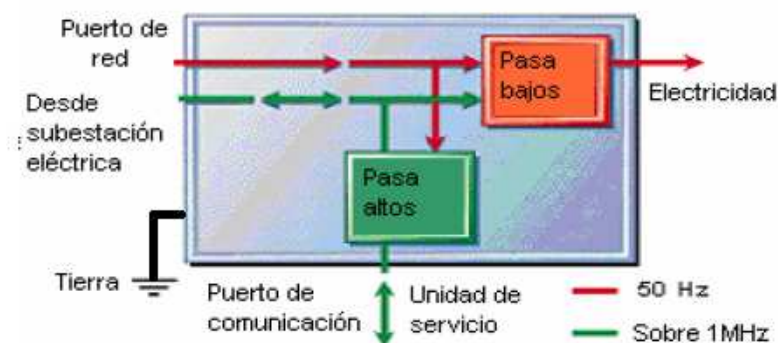 Puerto de
red
Pasa
bajos
Electricidad
Desde
subestación
eléctrica
Pasa
altos
Tierra
Puerto de
comunicación
Unidad de
servicio
50 Hz
Sobre 1MHz